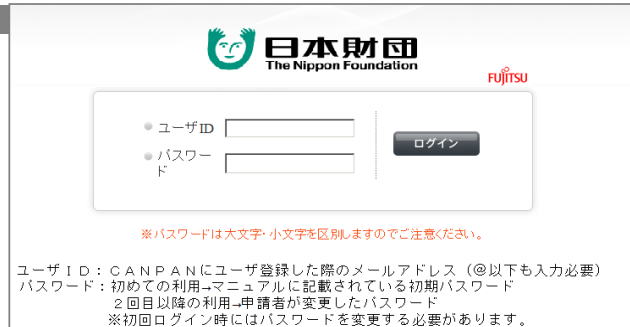 日本財団
The Nippon Foundation
FUJITSU
ユーザID
ログイン
パスワー
ド
※パスワードは大文字・小文字を区別しますのでご注意ください。
ユーザＩＤ：ＣＡＮＰＡＮにユーザ登録した際のメールアドレス（＠以下も入力必要）
パスワード：初めての利用→マニュアルに記載されている初期パスワード
２回目以降の利用→申請者が変更したパスワード
※初回ログイン時にはパスワードを変更する必要があります。